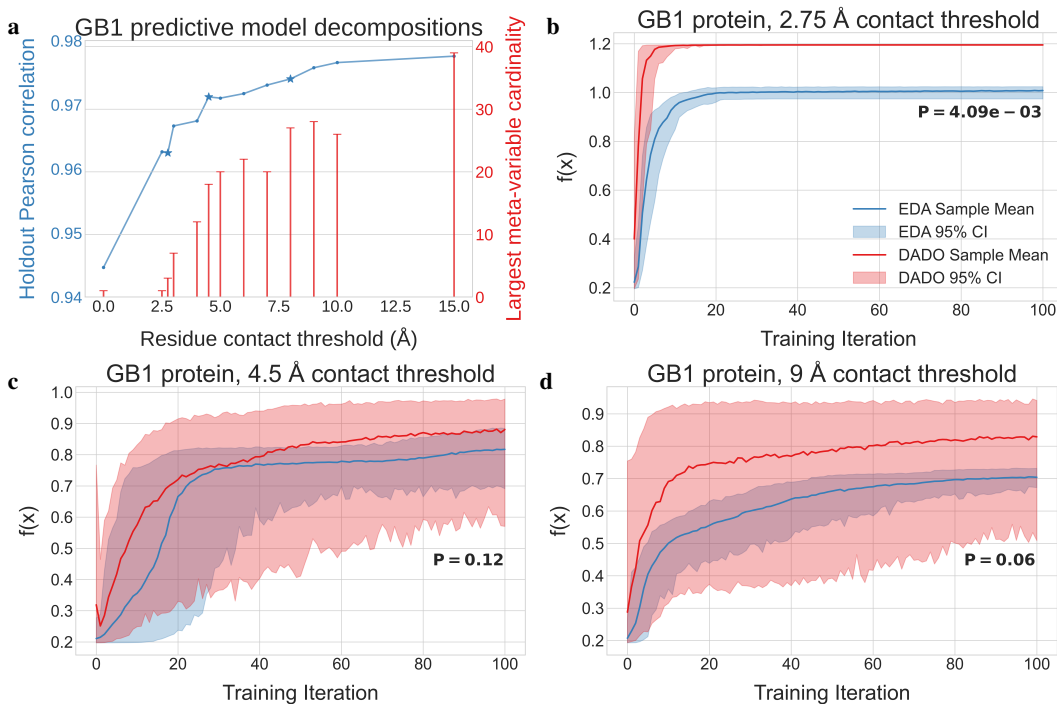 a
GB1 predictive model decompositions
0.98
0.97
0.96
0.95
0.94
Holdout Pearson correlation
40
30
20
10
0
Largest meta-variable cardinality
0.0 2.5 5.0 7.5 10.0 12.5 15.0
Residue contact threshold (Å)
b
GB1 protein, 2.75 Å contact threshold
1.2
1.0
0.8
0.6
0.4
0.2
f(x)
P = 4.09e − 03
EDA Sample Mean
EDA 95% CI
DADO Sample Mean
DADO 95% CI
0 20 40 60 80 100
Training Iteration
c
GB1 protein, 4.5 Å contact threshold
1.0
0.9
0.8
0.7
0.6
0.5
0.4
0.3
0.2
f(x)
P = 0.12
0 20 40 60 80 100
Training Iteration
d
GB1 protein, 9 Å contact threshold
0.9
0.8
0.7
0.6
0.5
0.4
0.3
0.2
f(x)
P = 0.06
0 20 40 60 80 100
Training Iteration